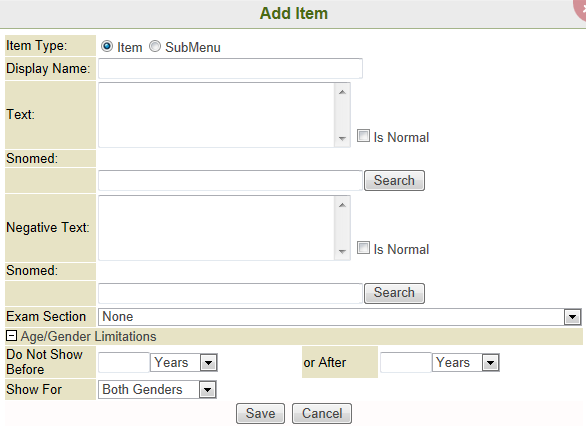 Add Item
Item Type: Item SubMenu
Display Name:
Text:
Is Normal
Snomed:
Search
Negative Text:
Is Normal
Snomed:
Search
Exam Section None
Age/Gender Limitations
Do Not Show Before Years or After Years
Show For Both Genders
Save Cancel